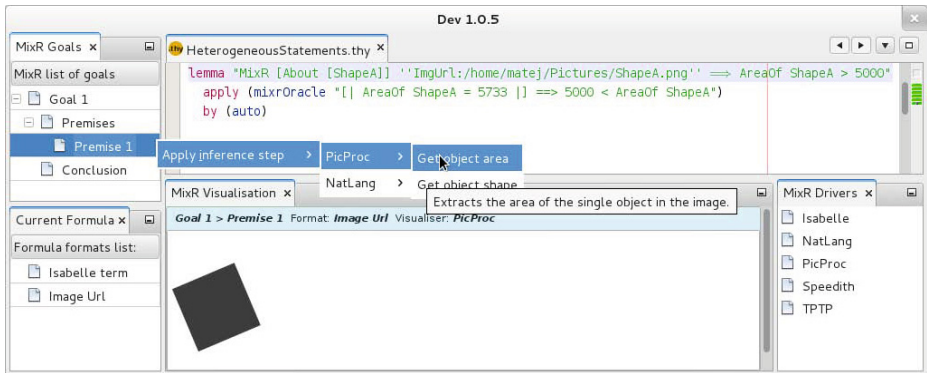 Dev 1.0.5
MixR Goals
MixR list of goals
Goal 1
Premises
Premise 1
Conclusion
HeterogeneousStatements.thy
lemma "MixR [About [ShapeA]] ''ImgUrl:/home/matej/Pictures/ShapeA.png'' ⟹ AreaOf ShapeA > 5000"
apply (mixrOracle "[| AreaOf ShapeA = 5733 |] ==> 5000 < AreaOf ShapeA")
by (auto)
Apply inference step >
PicProc >
Get object area
NatLang >
Get object shape
Extracts the area of the single object in the image.
Current Formula
Formula formats list:
Isabelle term
Image Url
MixR Visualisation
Goal 1 > Premise 1 Format: Image Url Visualiser: PicProc
MixR Drivers
Isabelle
NatLang
PicProc
Speedith
TPTP